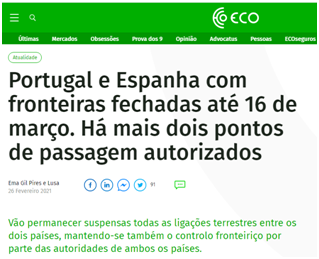 ECO
Últimas Mercados Obsessões Prova dos 9 Opinião Advocatus Pessoas ECOseguros
Atualidade
Portugal e Espanha com
fronteiras fechadas até 16 de
março. Há mais dois pontos
de passagem autorizados
Ema Gil Pires e Lusa
26 Fevereiro 2021
91
Vão permanecer suspensas todas as ligações terrestres entre os
dois países, mantendo-se também o controlo fronteiriço por
parte das autoridades de ambos os países.